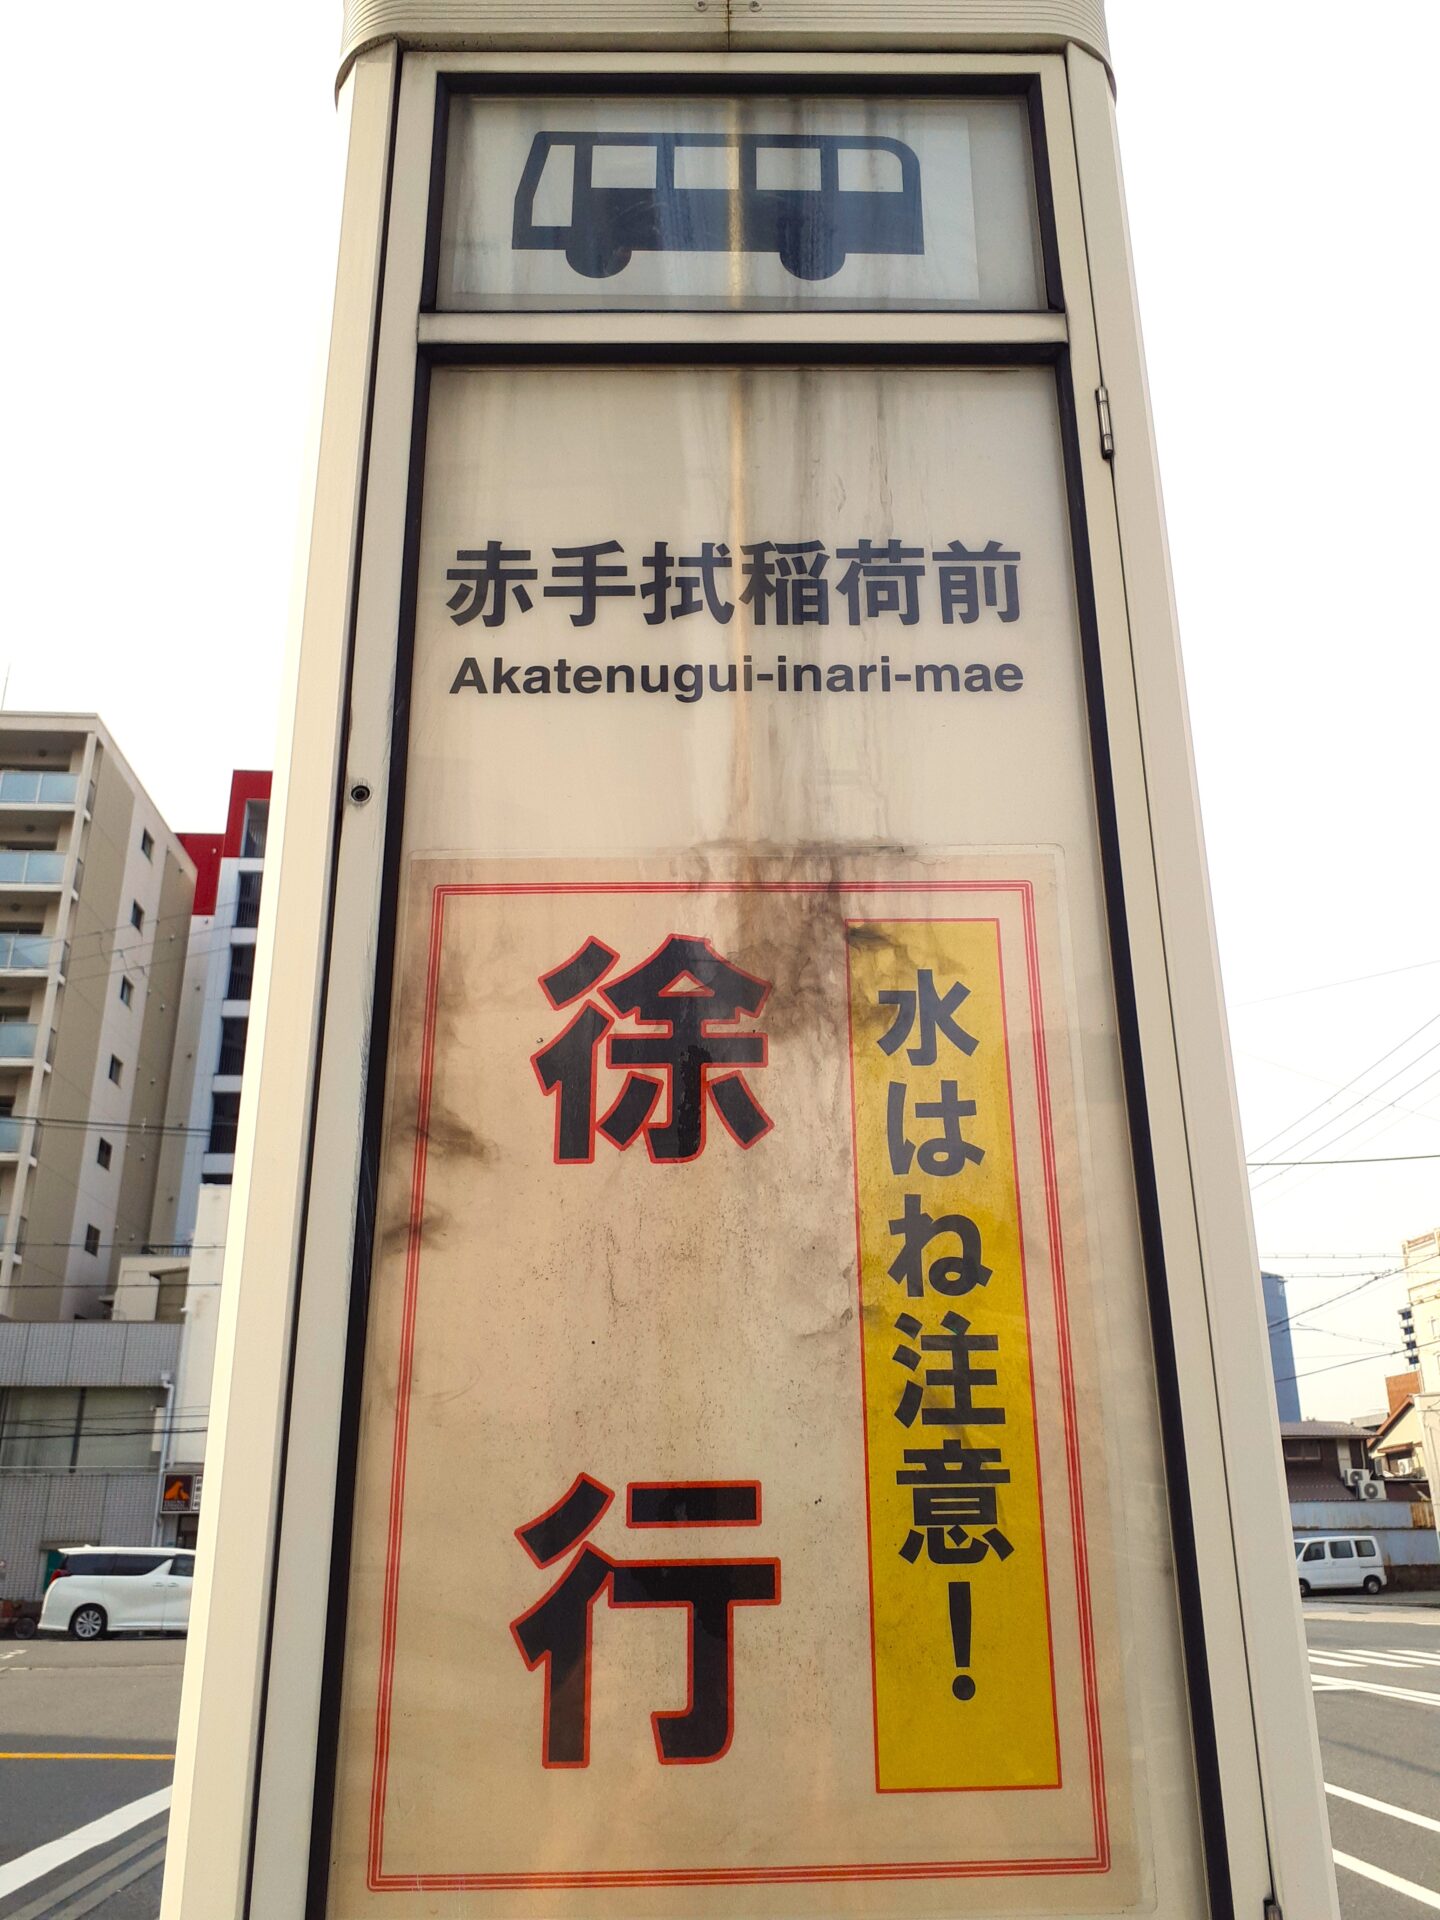 赤手拭稲荷前
Akatenugui-inari-mae
水はね注意!
徐行